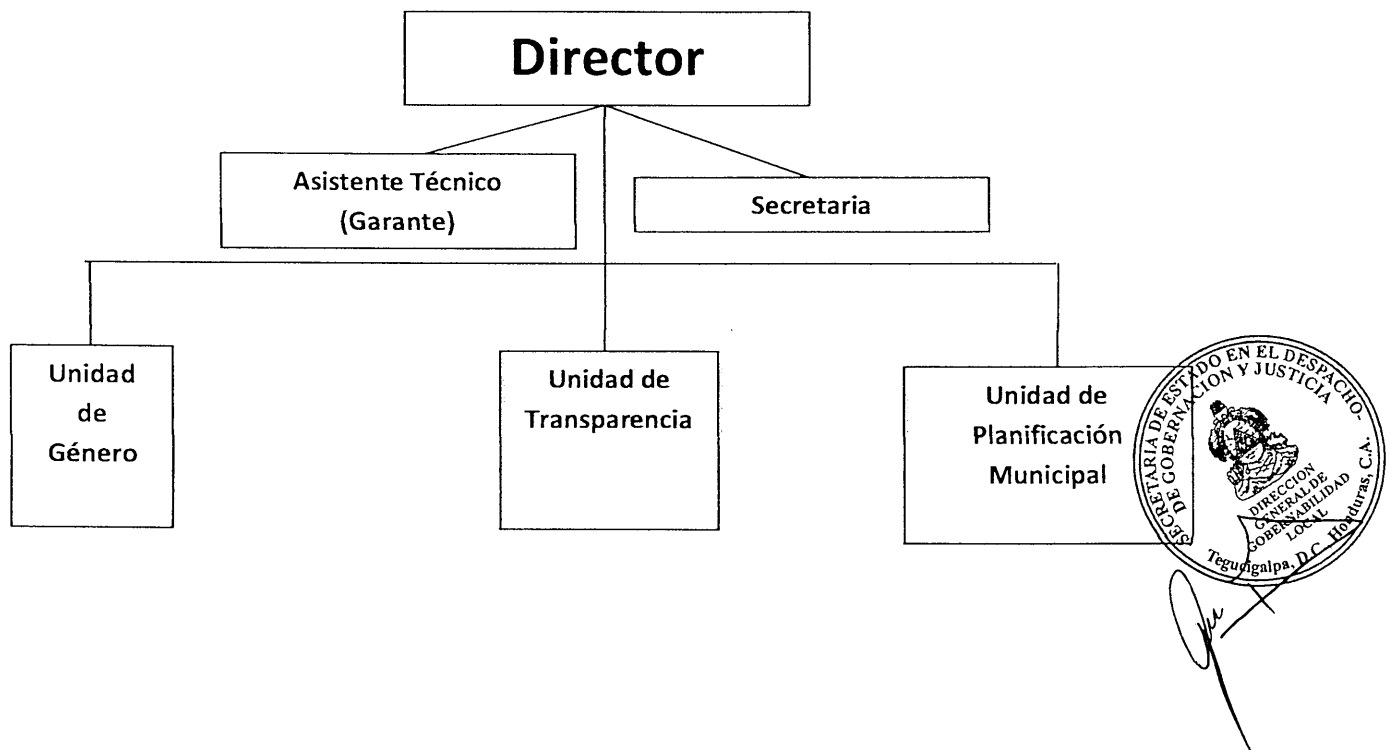 Director
Asistente Técnico
(Garante)
Secretaria
Unidad
de
Género
Unidad de
Transparencia
Unidad de
Planificación
Municipal
SECRETARIA DE ESTADO EN EL DESPACHO-
DE GOBERNACION Y JUSTICIA
DIRECCION
GENERAL DE
GOBERNABILIDAD
LOCAL
Tegucigalpa, D.C. Honduras, C.A.